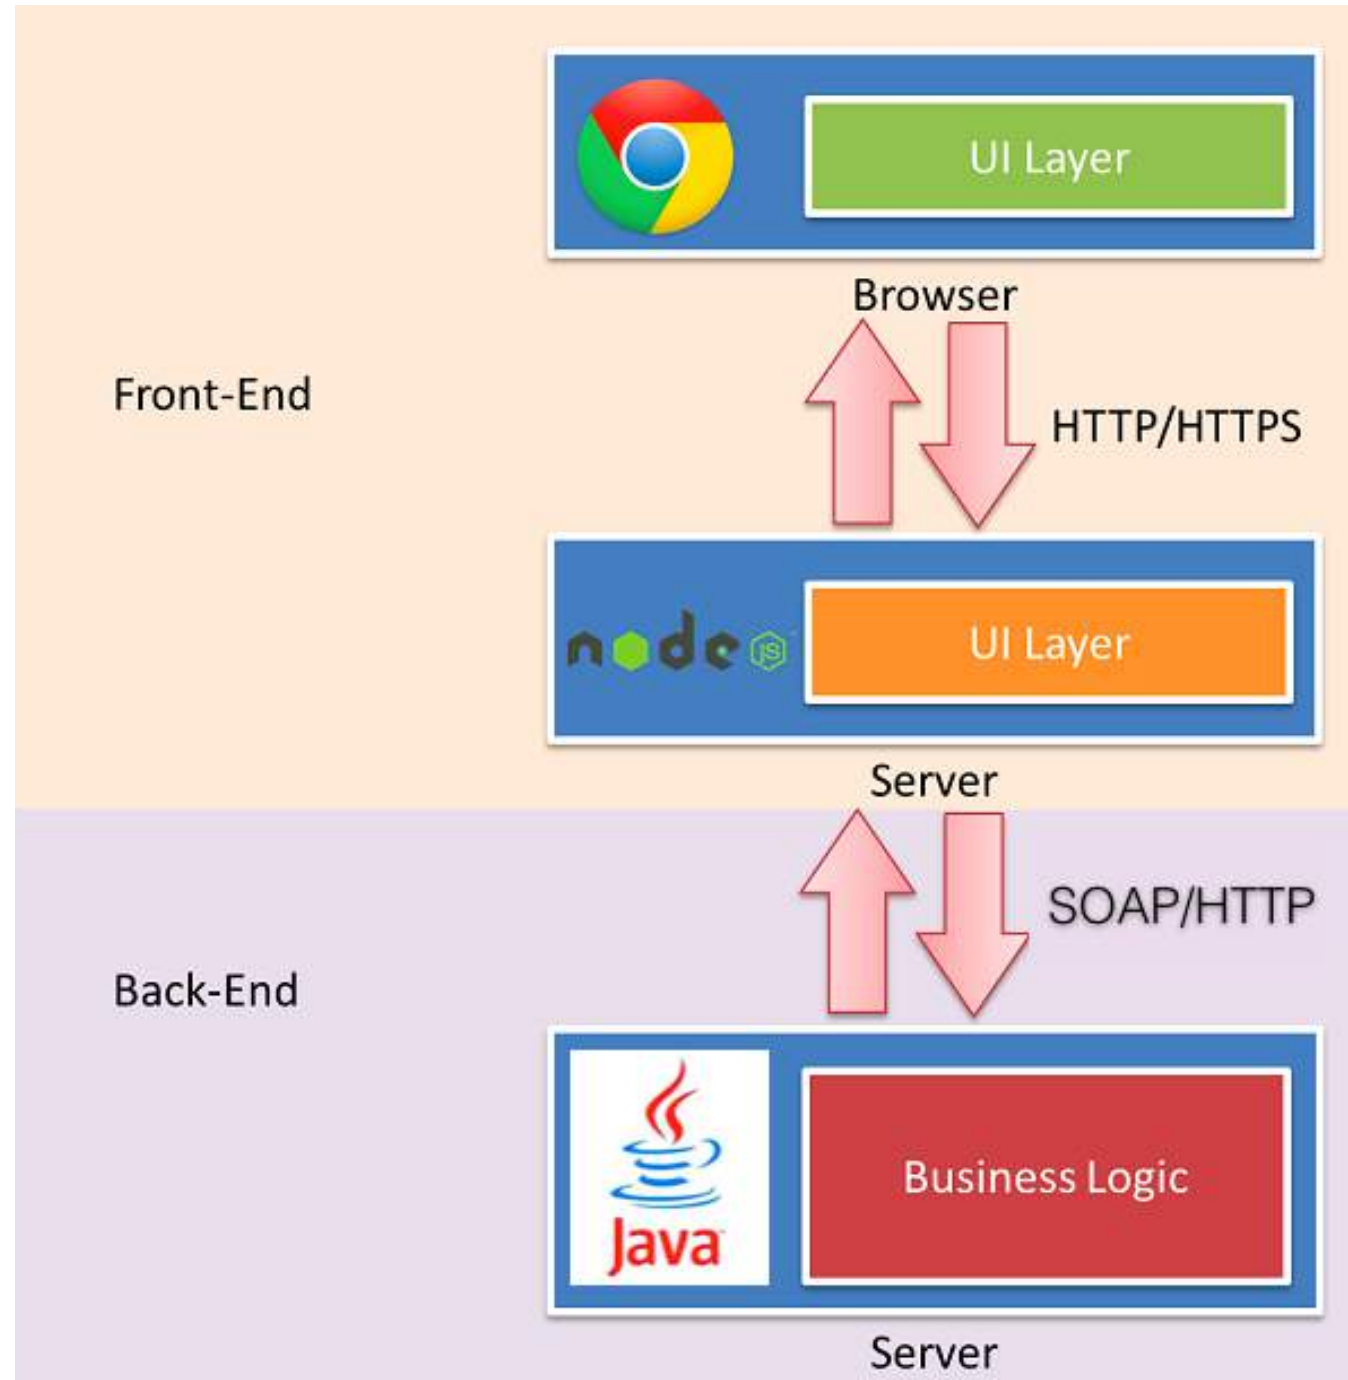 UI Layer
Browser
Front-End
HTTP/HTTPS
node JS
UI Layer
Server
SOAP/HTTP
Back-End
Java
Business Logic
Server